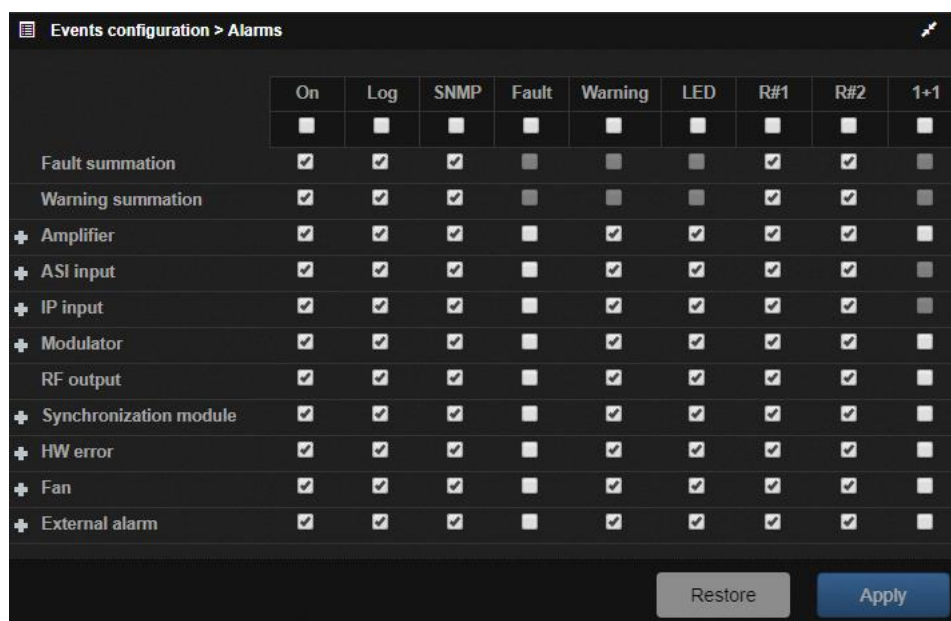 Events configuration > Alarms
On Log SNMP Fault Warning LED R#1 R#2 1+1
Fault summation
Warning summation
Amplifier
ASI input
IP input
Modulator
RF output
Synchronization module
HW error
Fan
External alarm
Restore Apply